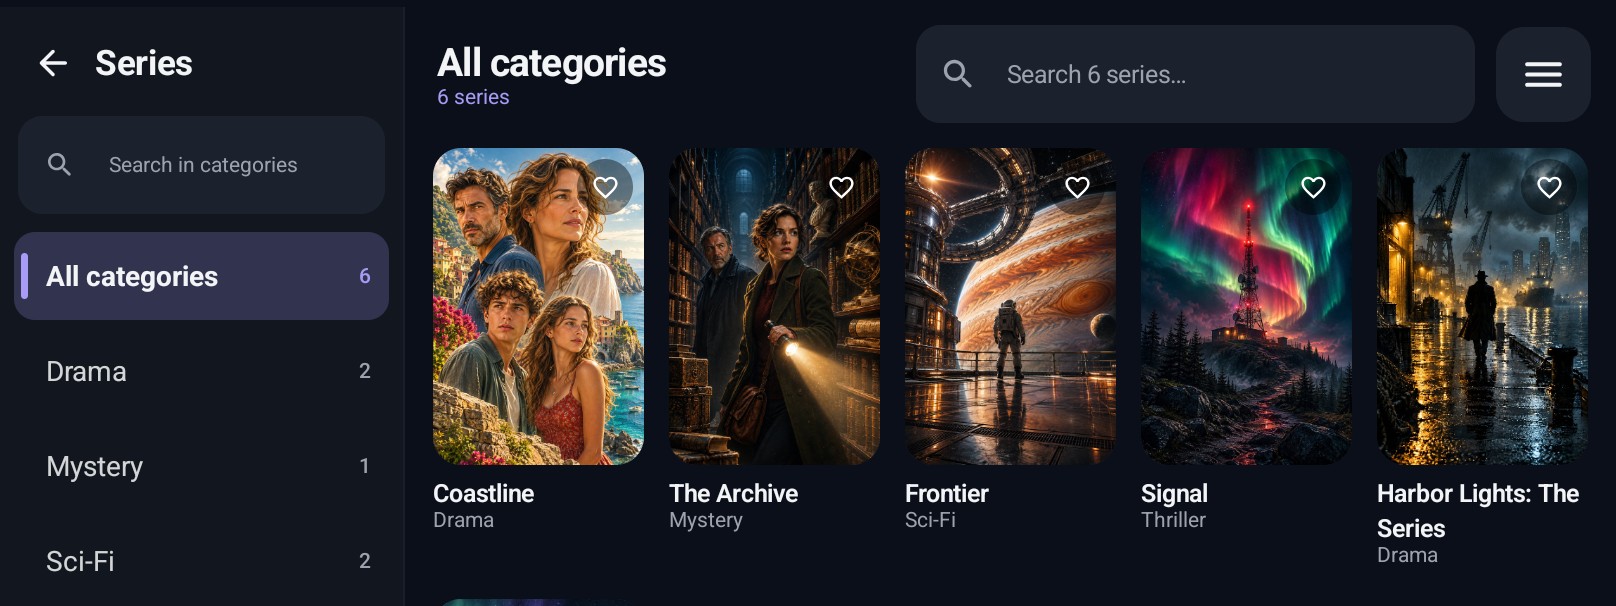 Series
Search in categories
All categories 6
Drama 2
Mystery 1
Sci-Fi 2
All categories
6 series
Search 6 series...
Coastline
Drama
The Archive
Mystery
Frontier
Sci-Fi
Signal
Thriller
Harbor Lights: The
Series
Drama